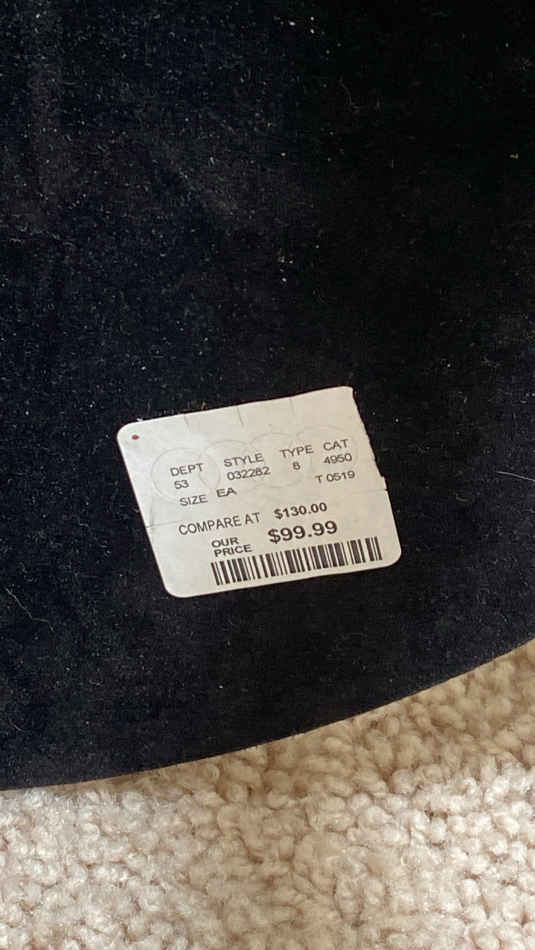 DEPT STYLE TYPE CAT
53 032282 8 4950
SIZE EA T 0519
COMPARE AT $130.00
OUR PRICE $99.99